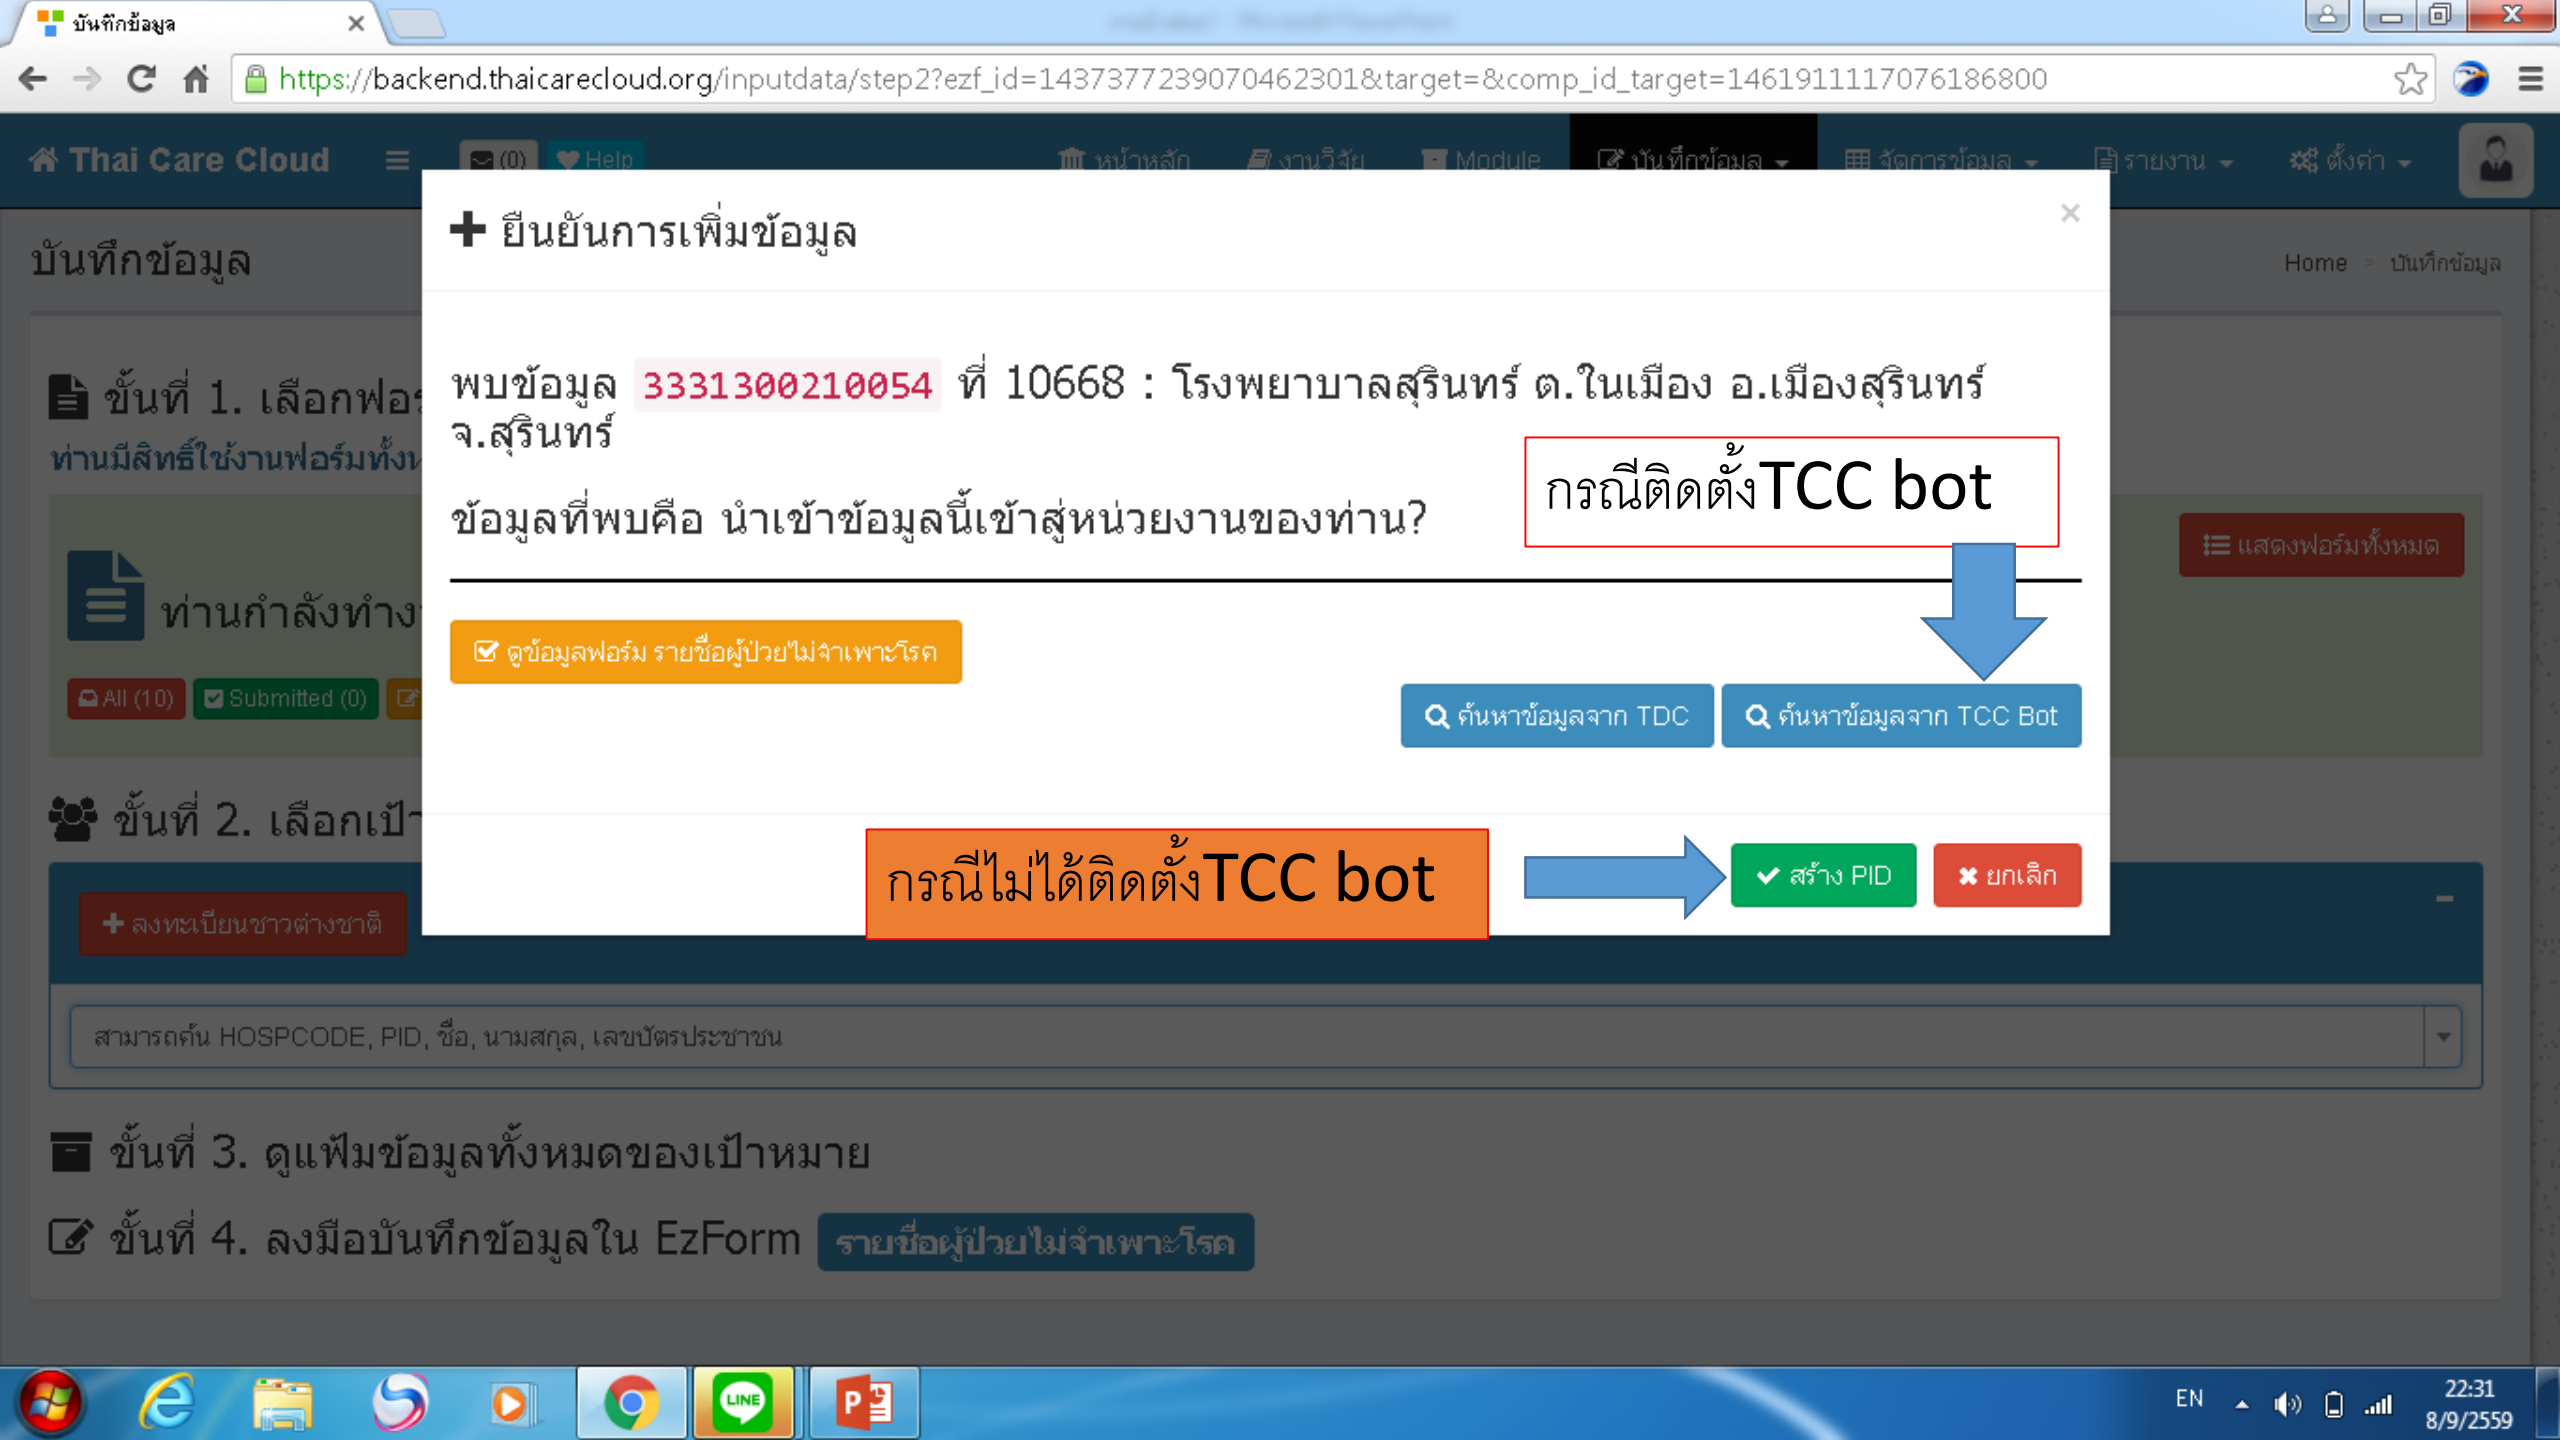 บันทึกข้อมูล
https://backend.thaicarecloud.org/inputdata/step2?ezf_id=1437377239070462301&target=&comp_id_target=1461911117076186800
Thai Care Cloud
(0)
Help
หน้าหลัก
งานวิจัย
Module
บันทึกข้อมูล
จัดการข้อมูล
รายงาน
ตั้งค่า
บันทึกข้อมูล
Home > บันทึกข้อมูล
ยืนยันการเพิ่มข้อมูล
×
พบข้อมูล 3331300210054 ที่ 10668 : โรงพยาบาลสุรินทร์ ต.ในเมือง อ.เมืองสุรินทร์
จ.สุรินทร์
ข้อมูลที่พบคือ นำเข้าข้อมูลนี้เข้าสู่หน่วยงานของท่าน?
กรณีติดตั้งTCC bot
ดูข้อมูลฟอร์ม รายชื่อผู้ป่วยไม่จำเพาะโรค
ค้นหาข้อมูลจาก TDC
ค้นหาข้อมูลจาก TCC Bot
กรณีไม่ได้ติดตั้งTCC bot
สร้าง PID
ยกเลิก
ขั้นที่ 1. เลือกฟอร
ท่านมีสิทธิ์ใช้งานฟอร์ม
แสดงฟอร์มทั้งหมด
ท่านกำลังทำง
All (10)
Submitted (0)
ขั้นที่ 2. เลือกเป้า
ลงทะเบียนชาวต่างชาติ
สามารถค้น HOSPCODE, PID, ชื่อ, นามสกุล, เลขบัตรประชาชน
ขั้นที่ 3. ดูแฟ้มข้อมูลทั้งหมดของเป้าหมาย
ขั้นที่ 4. ลงมือบันทึกข้อมูลใน EzForm รายชื่อผู้ป่วยไม่จำเพาะโรค
LINE
EN
22:31
8/9/2559